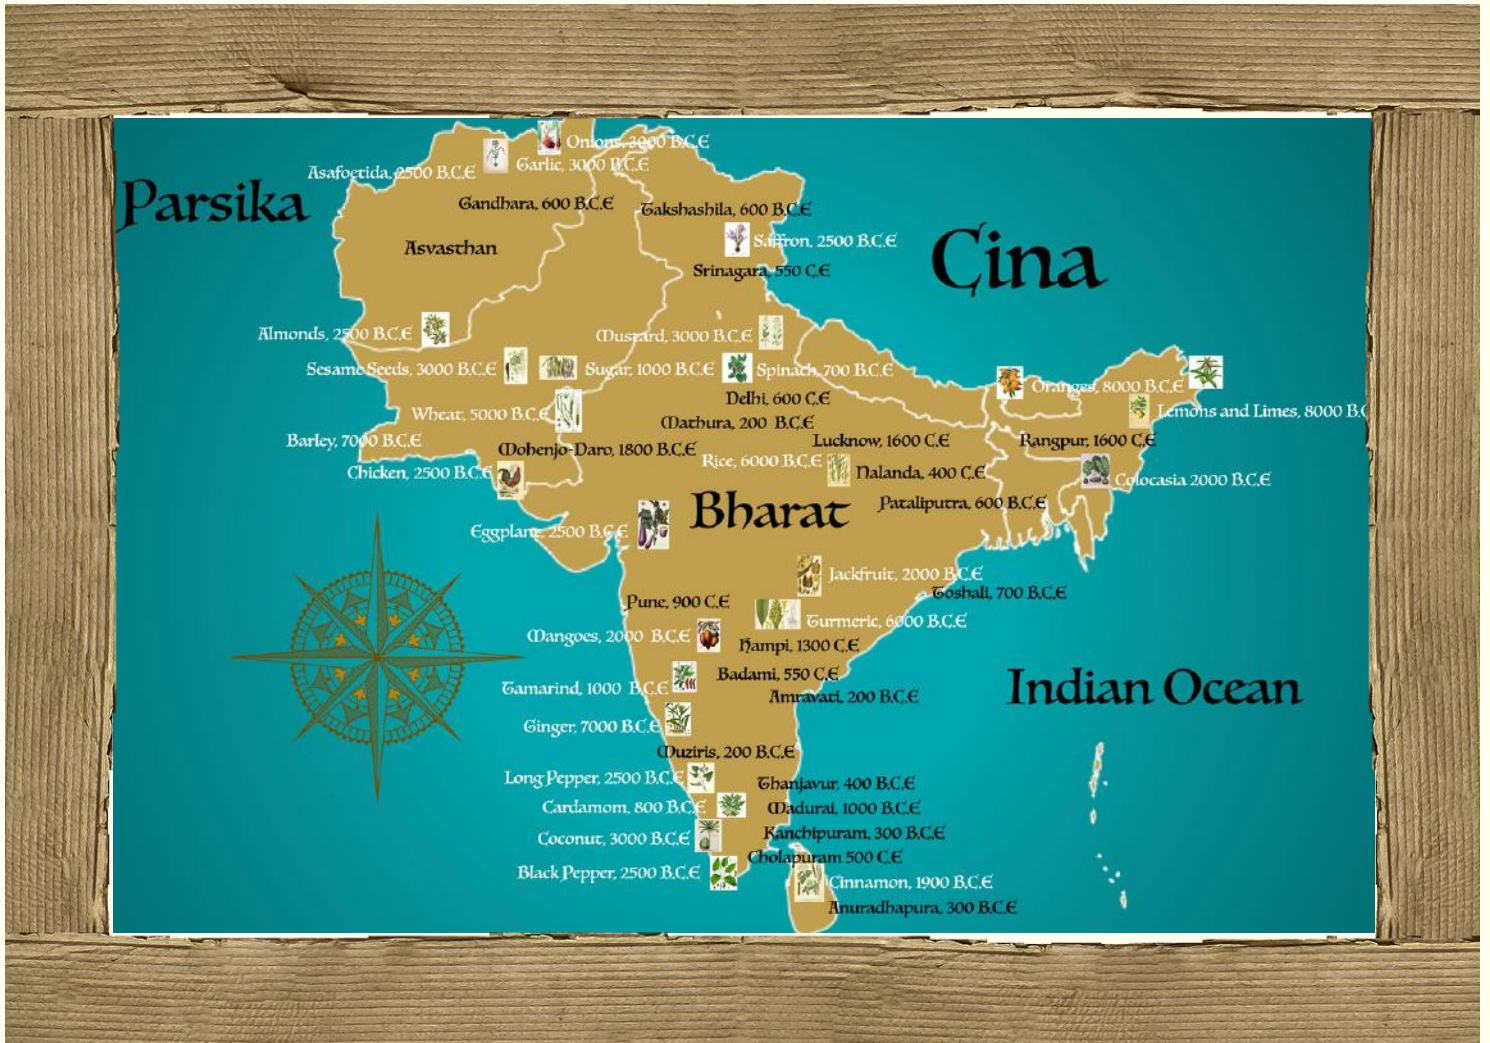 Onions, 3000 B.C.E
Garlic, 3000 B.C.E
Asafoetida, 2500 B.C.E
Parsika
Gandhara, 600 B.C.E
Takshashila, 600 B.C.E
Saffron, 2500 B.C.E
Asvasthan
Çina
Srinagara, 550 C.E
Almonds, 2500 B.C.E
Mustard, 3000 B.C.E
Sesame Seeds, 3000 B.C.E
Sugar, 1000 B.C.E
Spinach, 700 B.C.E
Oranges, 8000 B.C.E
Delhi, 600 C.E
Lemons and Limes, 8000 B.C
Wheat, 5000 B.C.E
Mathura, 200 B.C.E
Barley, 7000 B.C.E
Lucknow, 1600 C.E
Rangpur, 1600 C.E
Mohenjo-Daro, 1800 B.C.E
Rice, 6000 B.C.E
Chicken, 2500 B.C.E
Nalanda, 400 C.E
Colocasia 2000 B.C.E
Bharat
Pataliputra, 600 B.C.E
Eggplant, 2500 B.C.E
Jackfruit, 2000 B.C.E
Toshali, 700 B.C.E
Pune, 900 C.E
Turmeric, 6000 B.C.E
Mangoes, 2000 B.C.E
Hampi, 1300 C.E
Badami, 550 C.E
Tamarind, 1000 B.C.E
Indian Ocean
Amravati, 200 B.C.E
Ginger, 7000 B.C.E
Muziris, 200 B.C.E
Long Pepper, 2500 B.C.E
Thanjavur, 400 B.C.E
Cardamom, 800 B.C.E
Madurai, 1000 B.C.E
Coconut, 3000 B.C.E
Kanchipuram, 300 B.C.E
Cholapuram 500 C.E
Black Pepper, 2500 B.C.E
Cinnamon, 1900 B.C.E
Anuradhapura, 300 B.C.E